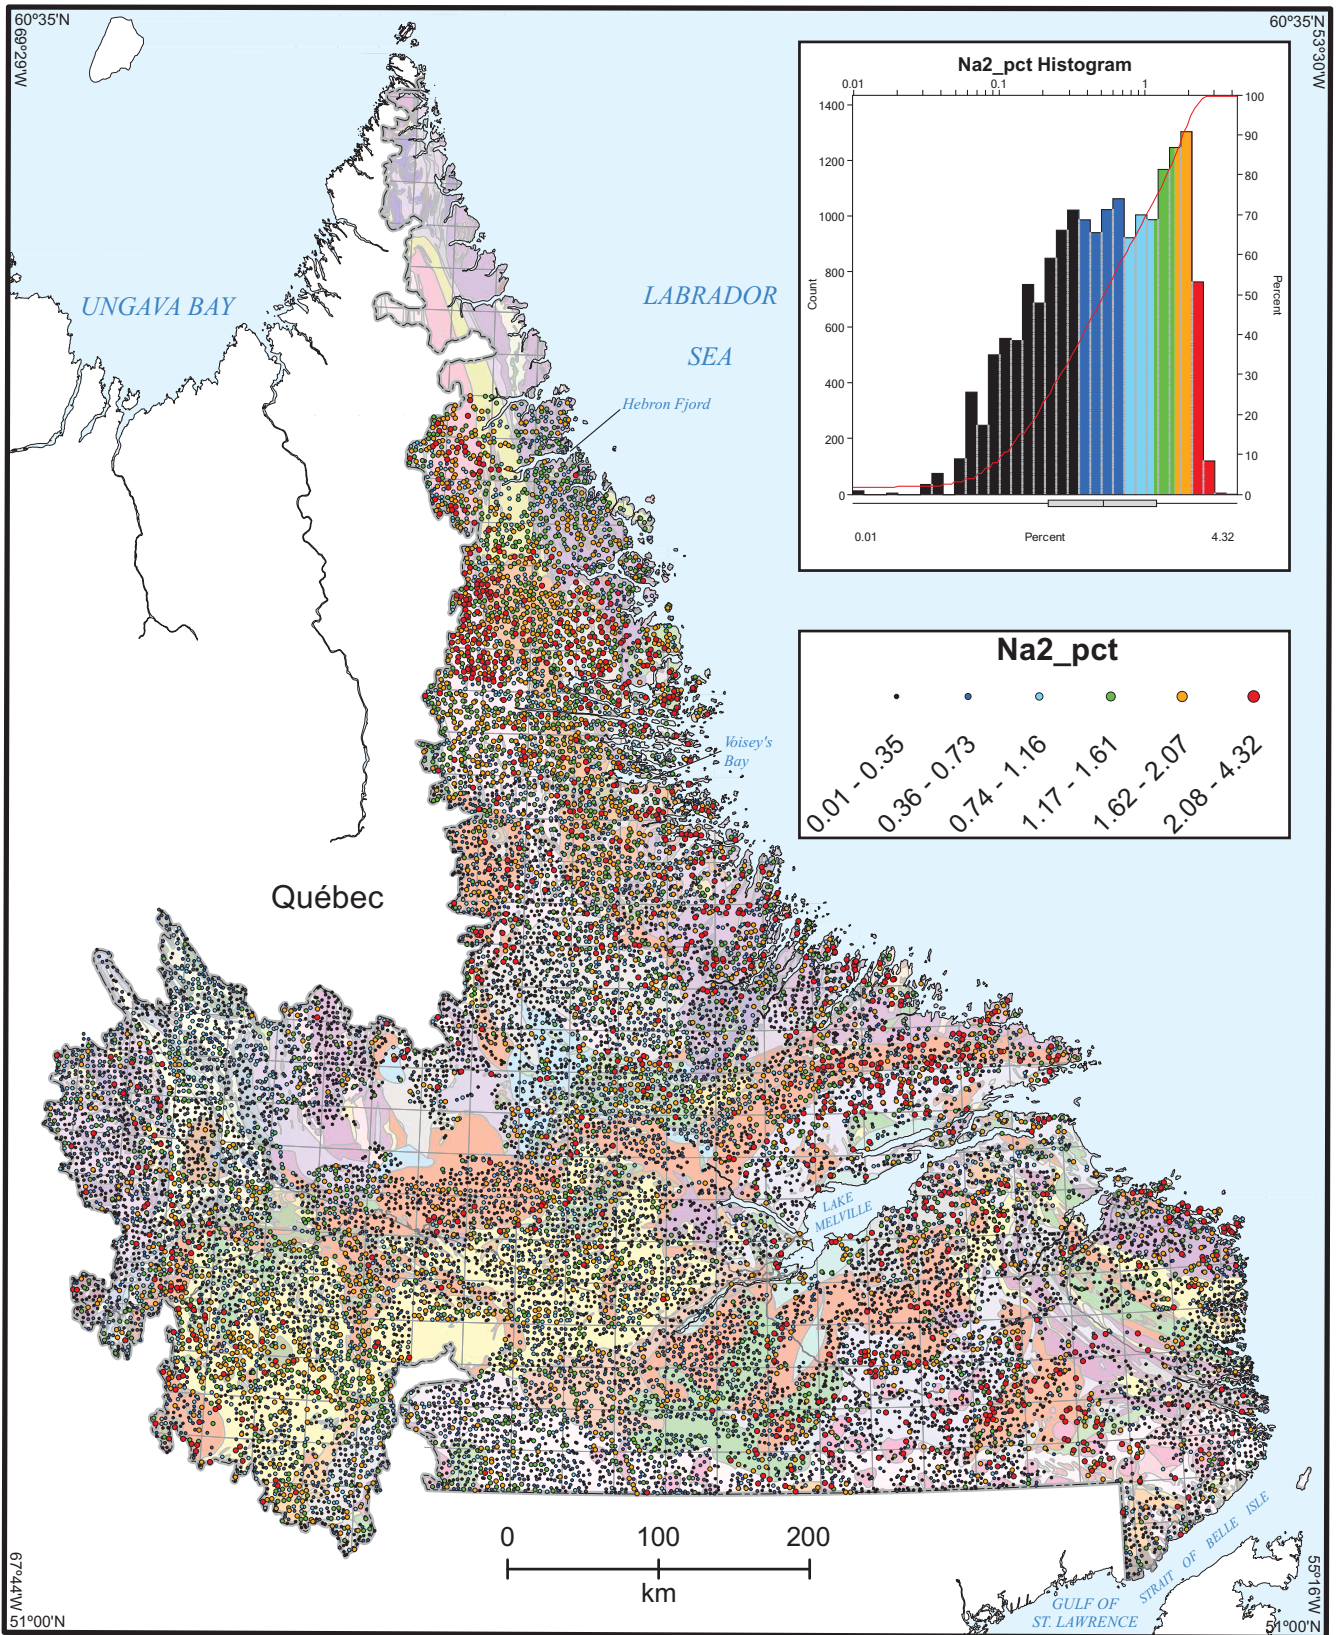 60°35'N
69°29'W
60°35'N
53°30'W
Na2_pct Histogram
0.01
0.1
1
1400
1200
1000
800
600
400
200
0
Count
100
90
80
70
60
50
40
30
20
10
0
Percent
0.01
Percent
4.32
UNGAVA BAY
LABRADOR
SEA
Hebron Fjord
Na2_pct
0.01 - 0.35
0.36 - 0.73
0.74 - 1.16
1.17 - 1.61
1.62 - 2.07
2.08 - 4.32
Voisey's
Bay
Québec
LAKE
MELVILLE
0 100 200
km
STRAIT OF BELLE ISLE
GULF OF
ST. LAWRENCE
67°44'W
51°00'N
55°16'W
51°00'N